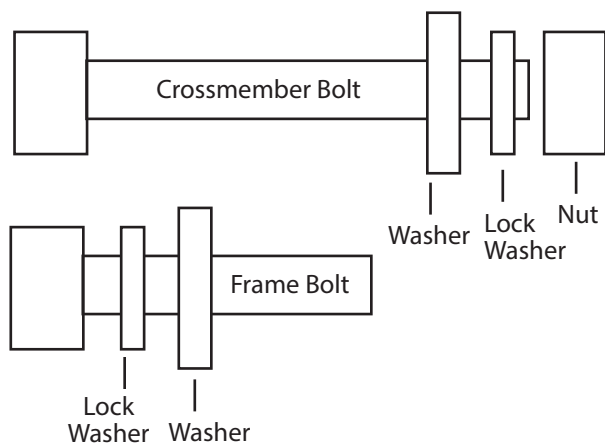 Crossmember Bolt
Washer
Lock
Washer
Nut
Frame Bolt
Lock
Washer
Washer